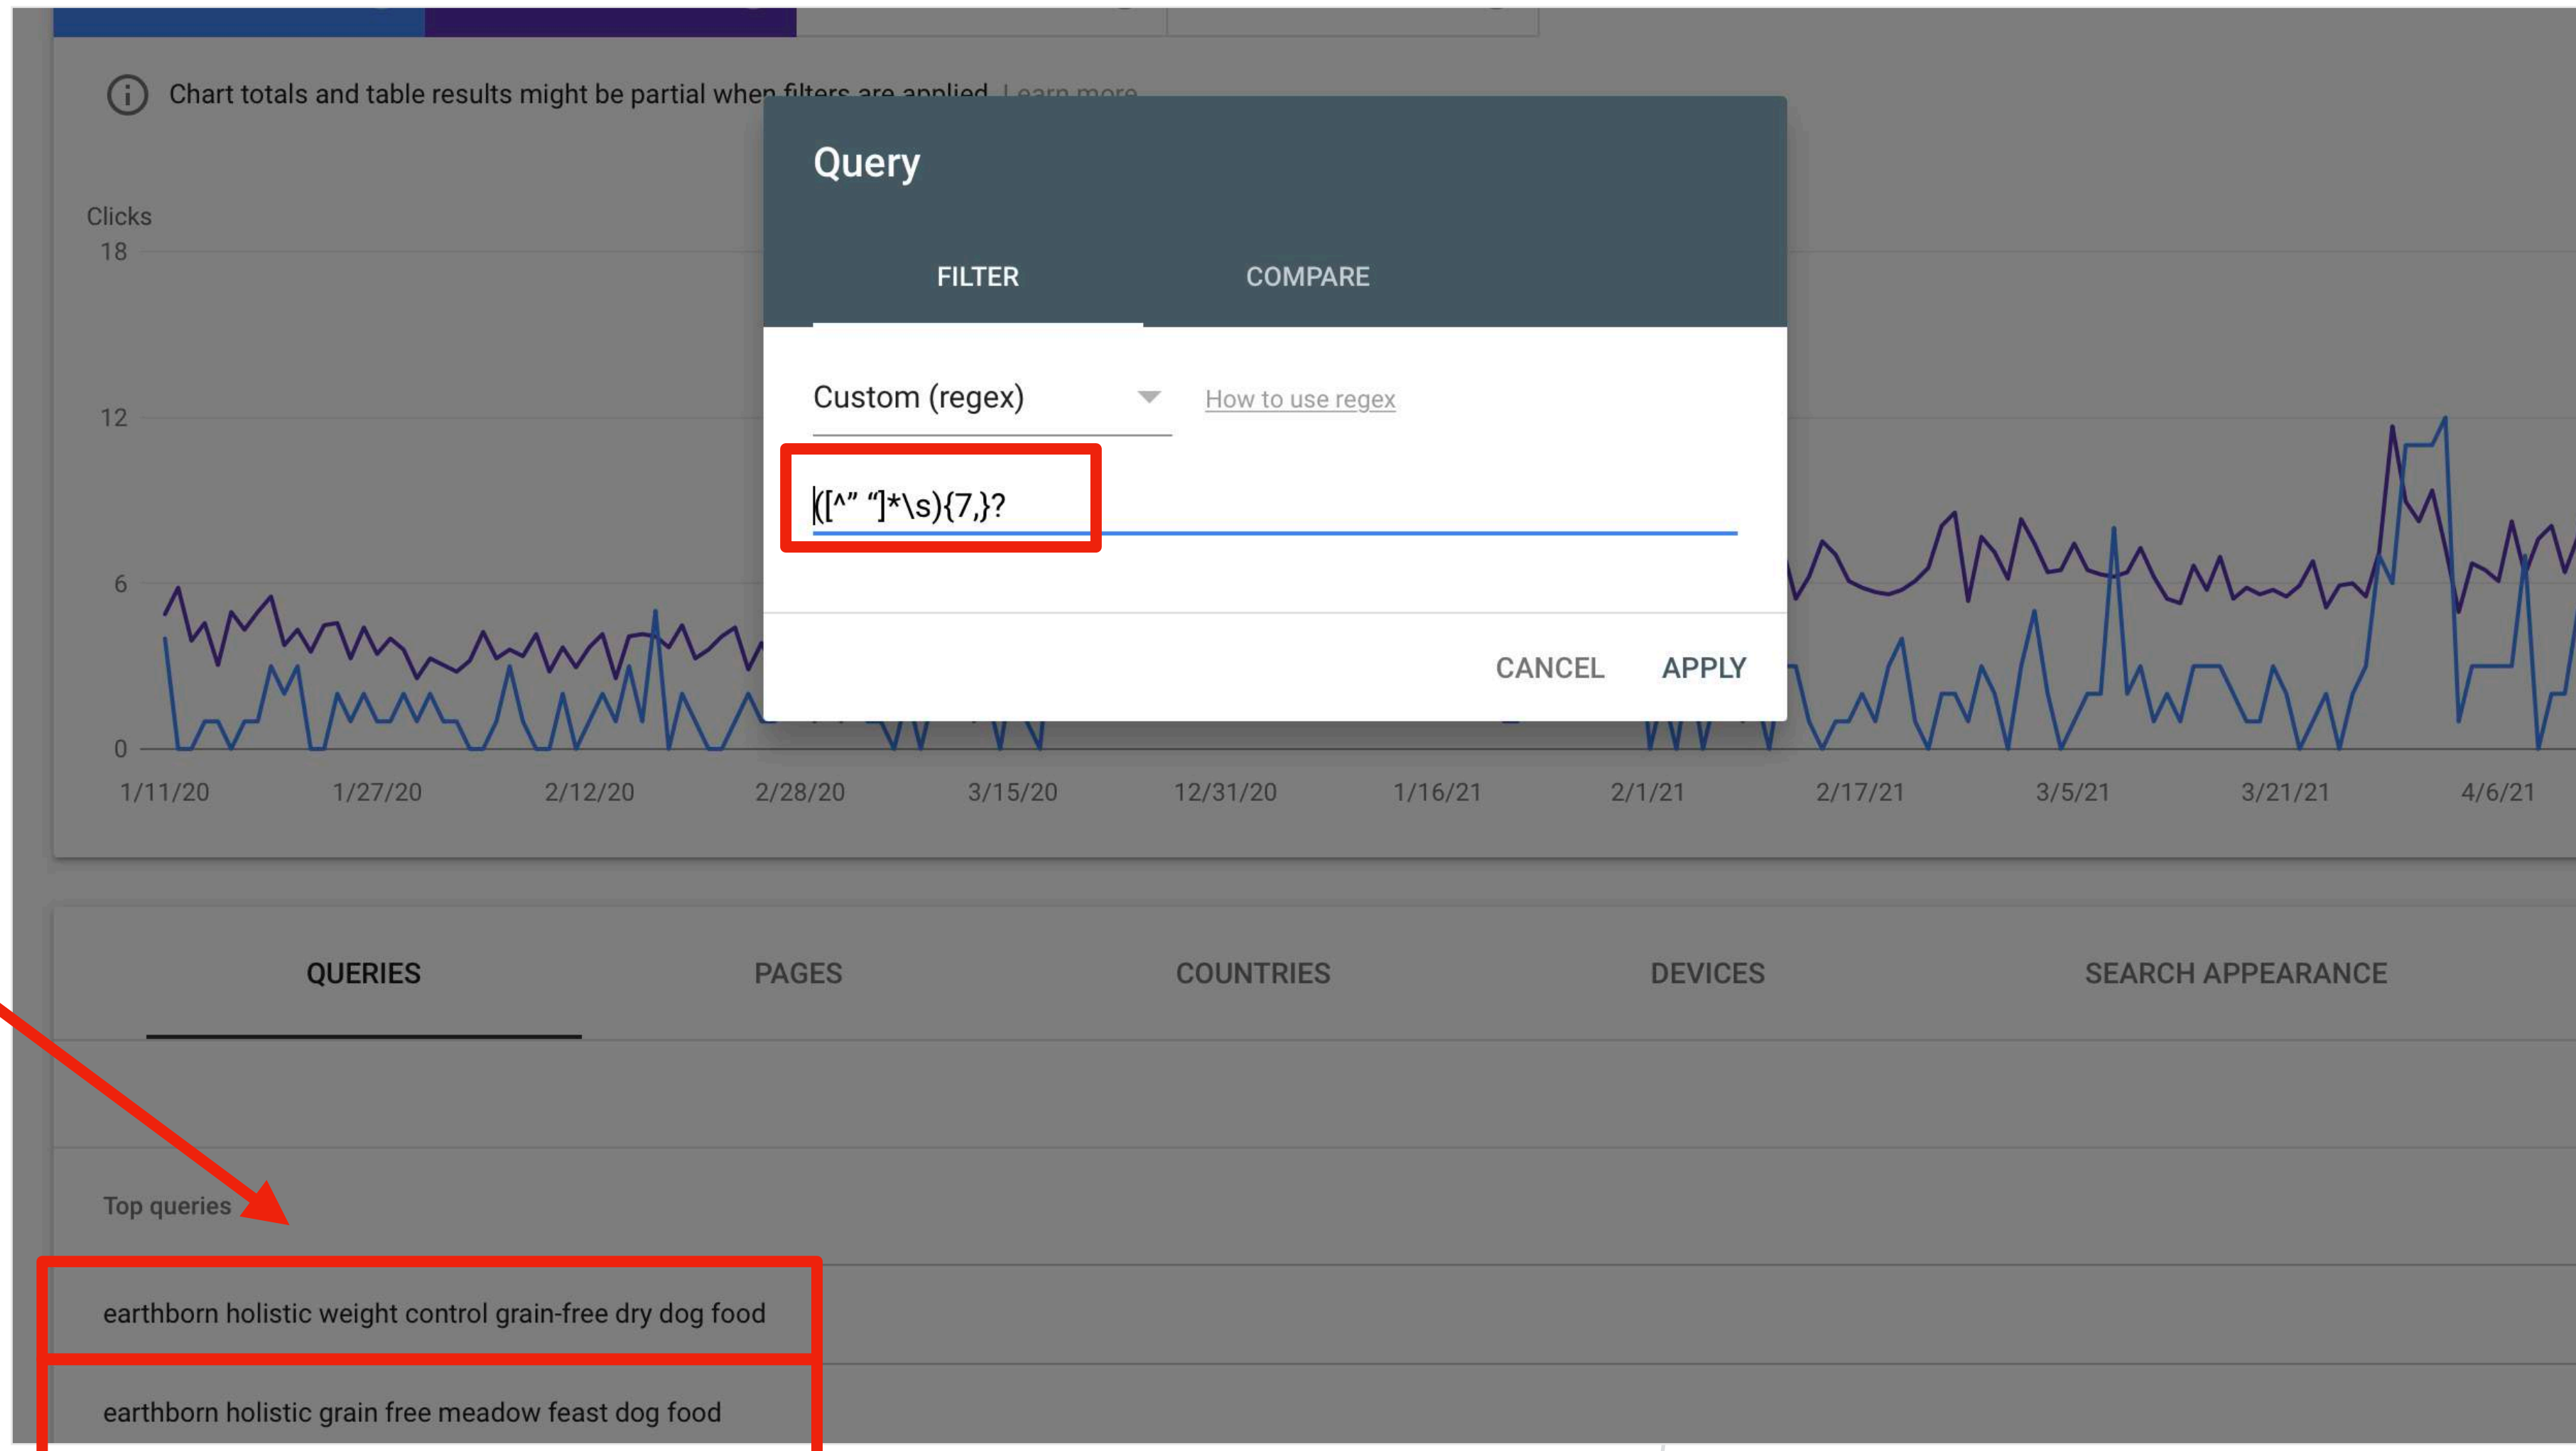 Chart totals and table results might be partial when filters are applied. Learn more
Query
FILTER COMPARE
Custom (regex) How to use regex
([^” “]*\s){7,}?
CANCEL APPLY
Clicks
18
12
6
0
1/11/20 1/27/20 2/12/20 2/28/20 3/15/20 12/31/20 1/16/21 2/1/21 2/17/21 3/5/21 3/21/21 4/6/21
QUERIES PAGES COUNTRIES DEVICES SEARCH APPEARANCE
Top queries
earthborn holistic weight control grain-free dry dog food
earthborn holistic grain free meadow feast dog food